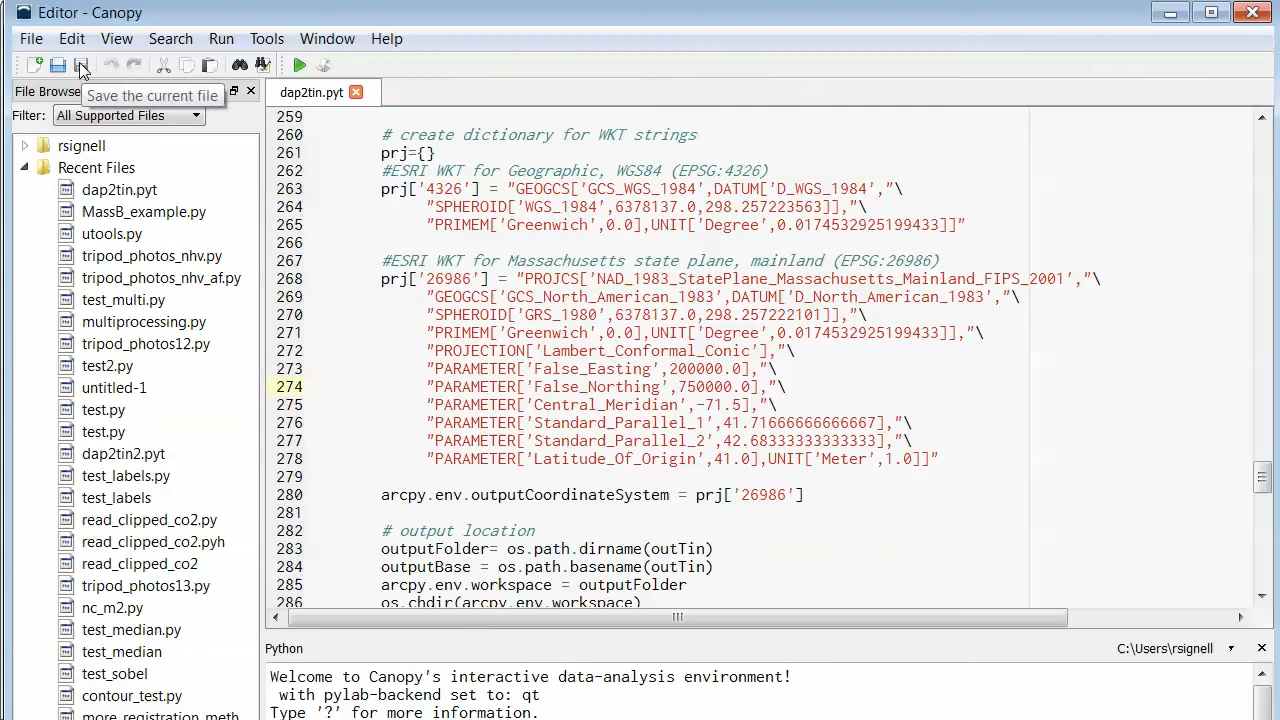 Editor - Canopy
File Edit View Search Run Tools Window Help
File Browse
Save the current file
Filter: All Supported Files
rsignell
Recent Files
dap2tin.pyt
MassB_example.py
utools.py
tripod_photos_nhv.py
tripod_photos_nhv_af.py
test_multi.py
multiprocessing.py
tripod_photos12.py
test2.py
untitled-1
test.py
test.py
dap2tin2.pyt
test_labels.py
test_labels
read_clipped_co2.py
read_clipped_co2.pyh
read_clipped_co2
tripod_photos13.py
nc_m2.py
test_median.py
test_median
test_sobel
contour_test.py
more_registration_meth
dap2tin.pyt
259
260 # create dictionary for WKT strings
261 prj={}
262 #ESRI WKT for Geographic, WGS84 (EPSG:4326)
263 prj['4326'] = "GEOGCS['GCS_WGS_1984',DATUM['D_WGS_1984',"\
264 "SPHEROID['WGS_1984',6378137.0,298.257223563]],"\
265 "PRIMEM['Greenwich',0.0],UNIT['Degree',0.0174532925199433]]"
266
267 #ESRI WKT for Massachusetts state plane, mainland (EPSG:26986)
268 prj['26986'] = "PROJCS['NAD_1983_StatePlane_Massachusetts_Mainland_FIPS_2001',"\
269 "GEOGCS['GCS_North_American_1983',DATUM['D_North_American_1983',"\
270 "SPHEROID['GRS_1980',6378137.0,298.257222101]],"\
271 "PRIMEM['Greenwich',0.0],UNIT['Degree',0.0174532925199433]],"\
272 "PROJECTION['Lambert_Conformal_Conic'],"\
273 "PARAMETER['False_Easting',200000.0],"\
274 "PARAMETER['False_Northing',750000.0],"\
275 "PARAMETER['Central_Meridian',-71.5],"\
276 "PARAMETER['Standard_Parallel_1',41.71666666666667],"\
277 "PARAMETER['Standard_Parallel_2',42.68333333333333],"\
278 "PARAMETER['Latitude_Of_Origin',41.0],UNIT['Meter',1.0]]"
279
280 arcpy.env.outputCoordinateSystem = prj['26986']
281
282 # output location
283 outputFolder= os.path.dirname(outTin)
284 outputBase = os.path.basename(outTin)
285 arcpy.env.workspace = outputFolder
286 os.chdir(arcpy.env.workspace)
Python C:\Users\rsignell
Welcome to Canopy's interactive data-analysis environment!
with pylab-backend set to: qt
Type '?' for more information.